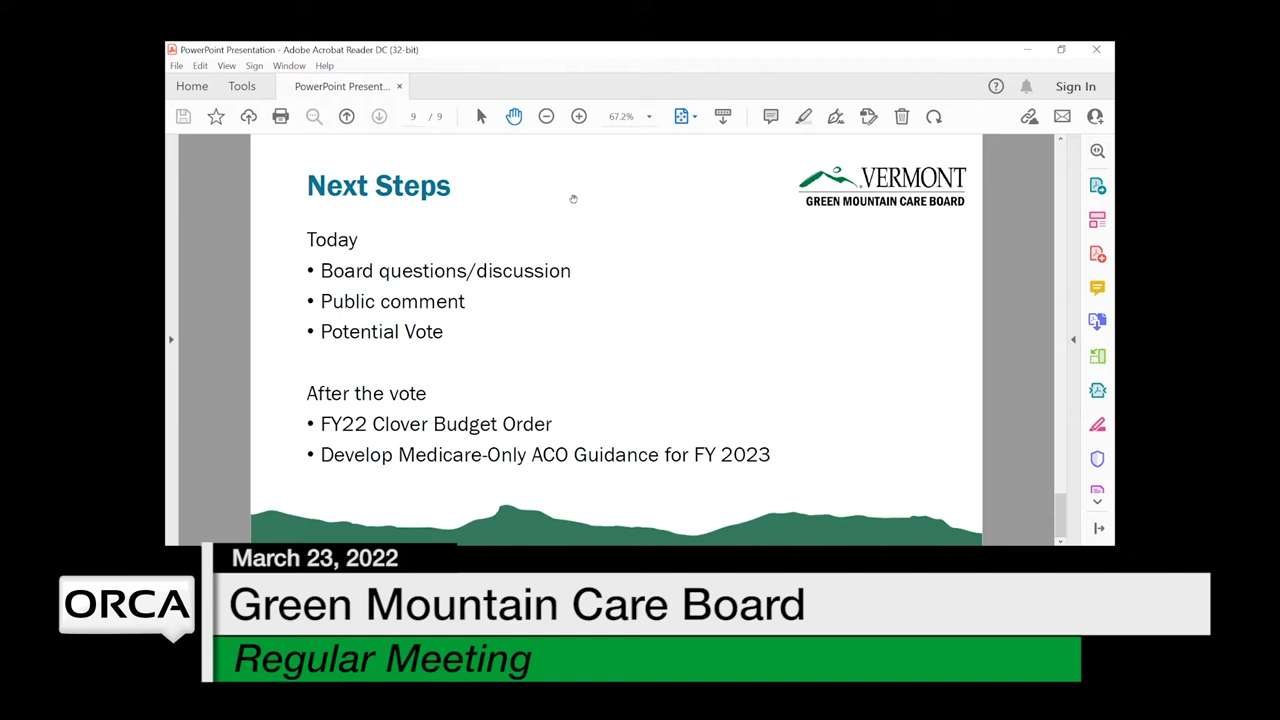 PowerPoint Presentation - Adobe Acrobat Reader DC (32-bit)
File Edit View Sign Window Help
Home Tools PowerPoint Present... × Sign In
9 / 9 67.2%
Next Steps
VERMONT
GREEN MOUNTAIN CARE BOARD
Today
• Board questions/discussion
• Public comment
• Potential Vote
After the vote
• FY22 Clover Budget Order
• Develop Medicare-Only ACO Guidance for FY 2023
March 23, 2022
ORCA
Green Mountain Care Board
Regular Meeting